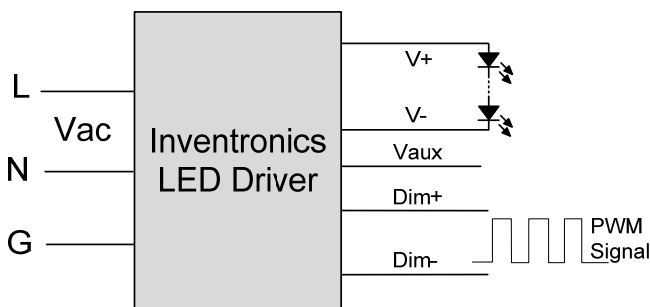 L
Vac
N
G
Inventronics
LED Driver
V+
V-
Vaux
Dim+
Dim-
PWM
Signal